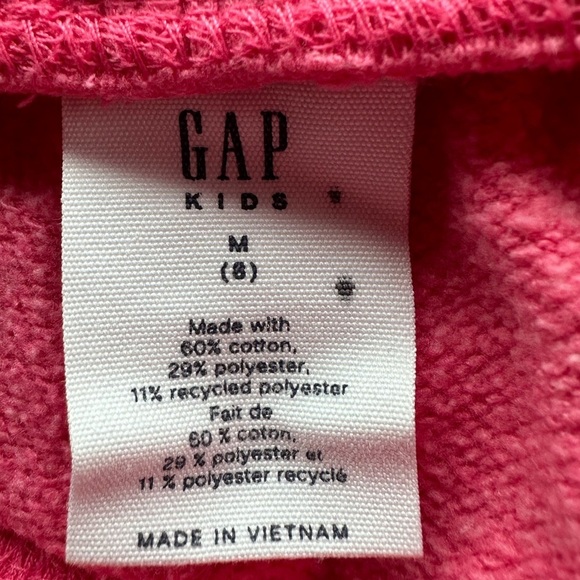 GAP
KIDS
M
(8)
Made with
60% cotton,
29% polyester,
11% recycled polyester
Fait de
60 % coton,
29 % polyester et
11 % polyester recyclé
MADE IN VIETNAM